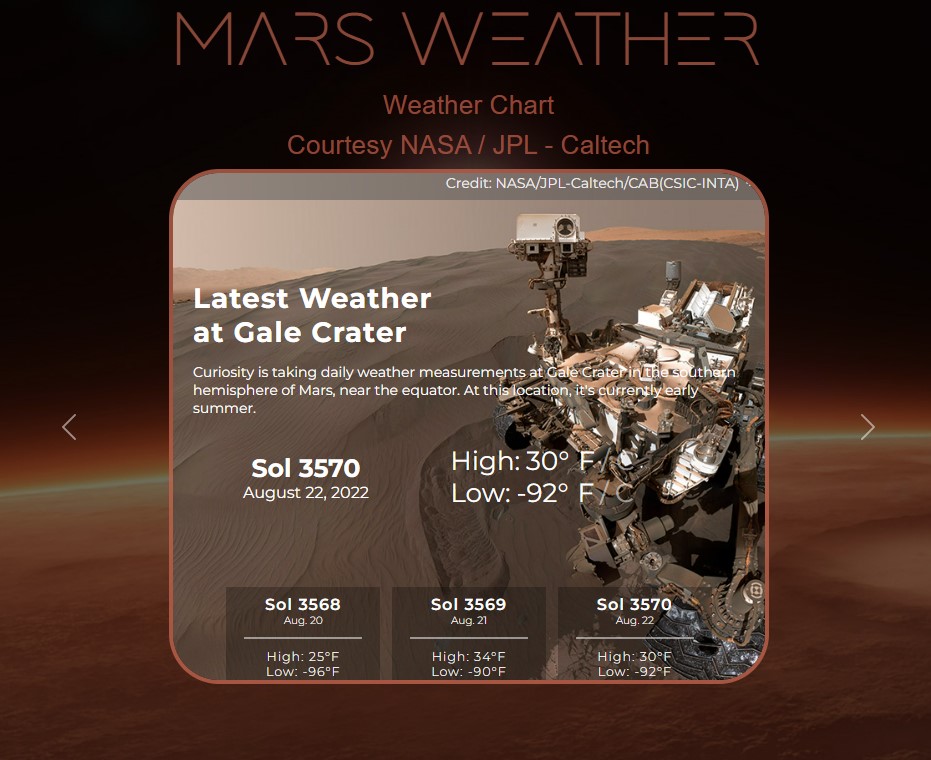 MARS WEATHER
Weather Chart
Courtesy NASA / JPL - Caltech
Credit: NASA/JPL-Caltech/CAB(CSIC-INTA)
Latest Weather
at Gale Crater
Curiosity is taking daily weather measurements at Gale Crater in the southern
hemisphere of Mars, near the equator. At this location, it's currently early
summer.
Sol 3570
August 22, 2022
High: 30° F
Low: -92° F / C
Sol 3568
Aug. 20
High: 25°F
Low: -96°F
Sol 3569
Aug. 21
High: 34°F
Low: -90°F
Sol 3570
Aug. 22
High: 30°F
Low: -92°F